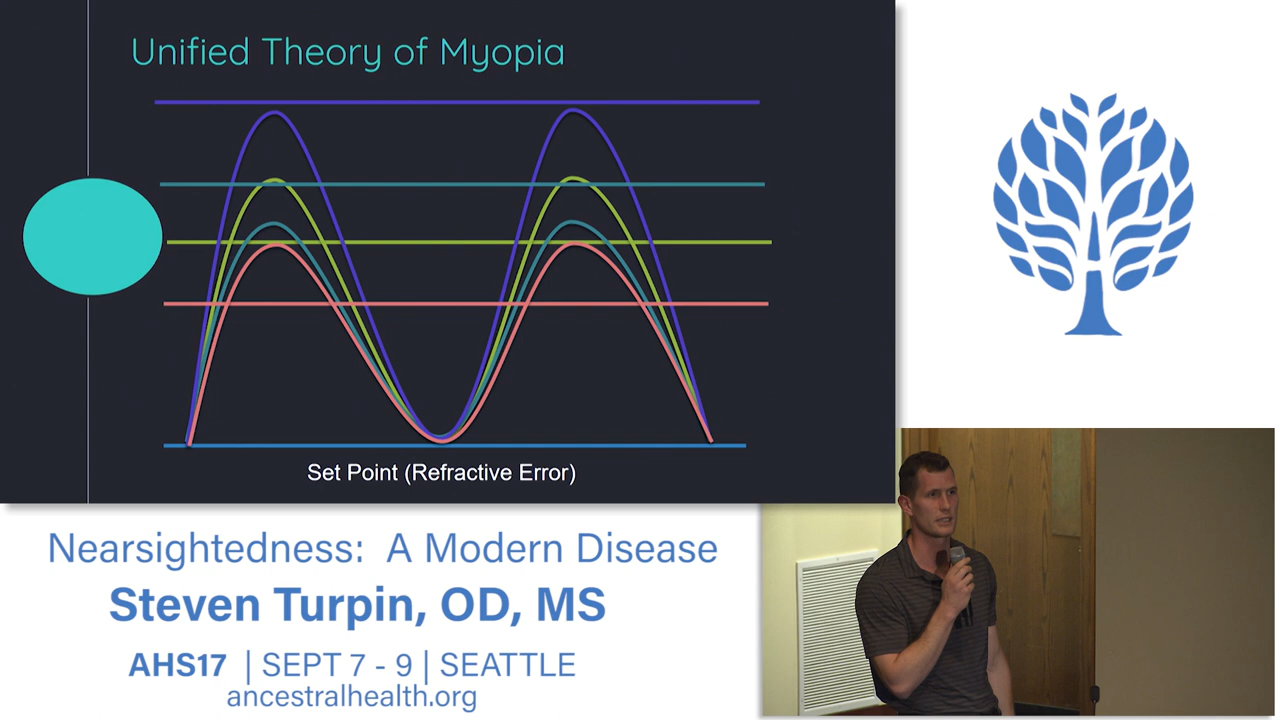 Unified Theory of Myopia
Set Point (Refractive Error)
Nearsightedness: A Modern Disease
Steven Turpin, OD, MS
AHS17 | SEPT 7 - 9 | SEATTLE
ancestralhealth.org